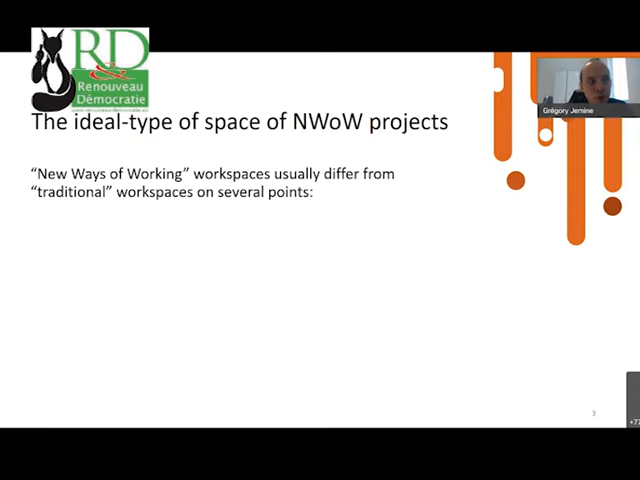 RD
&
Renouveau
Démocratie
Grégory Jemine
The ideal-type of space of NWoW projects
“New Ways of Working” workspaces usually differ from
“traditional” workspaces on several points:
3